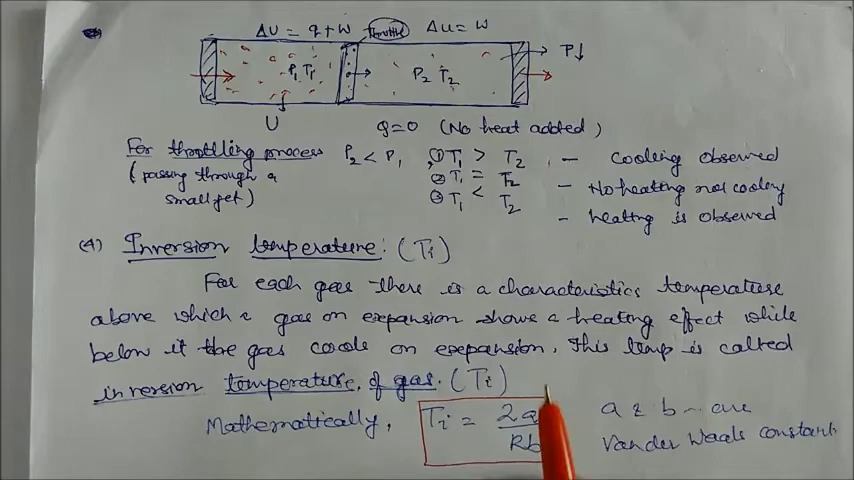 ΔU = q+W throttle ΔU = W
P₁ T₁ P₂ T₂ P↓
U q=0 (No heat added)
For throttling process P₂ < P₁ ① T₁ > T₂ - Cooling observed
(passing through a ② T₁ = T₂ - No heating no cooling
small jet) ③ T₁ < T₂ - heating is observed
(4) Inversion temperature: (Ti)
For each gas there is a characteristics temperature
above which a gas on expansion shows a heating effect while
below it the gas cools on expansion. This temp is called
inversion temperature of gas. (Ti)
Mathematically, Ti = 2a/Rb a & b - are
Van der Waals constants